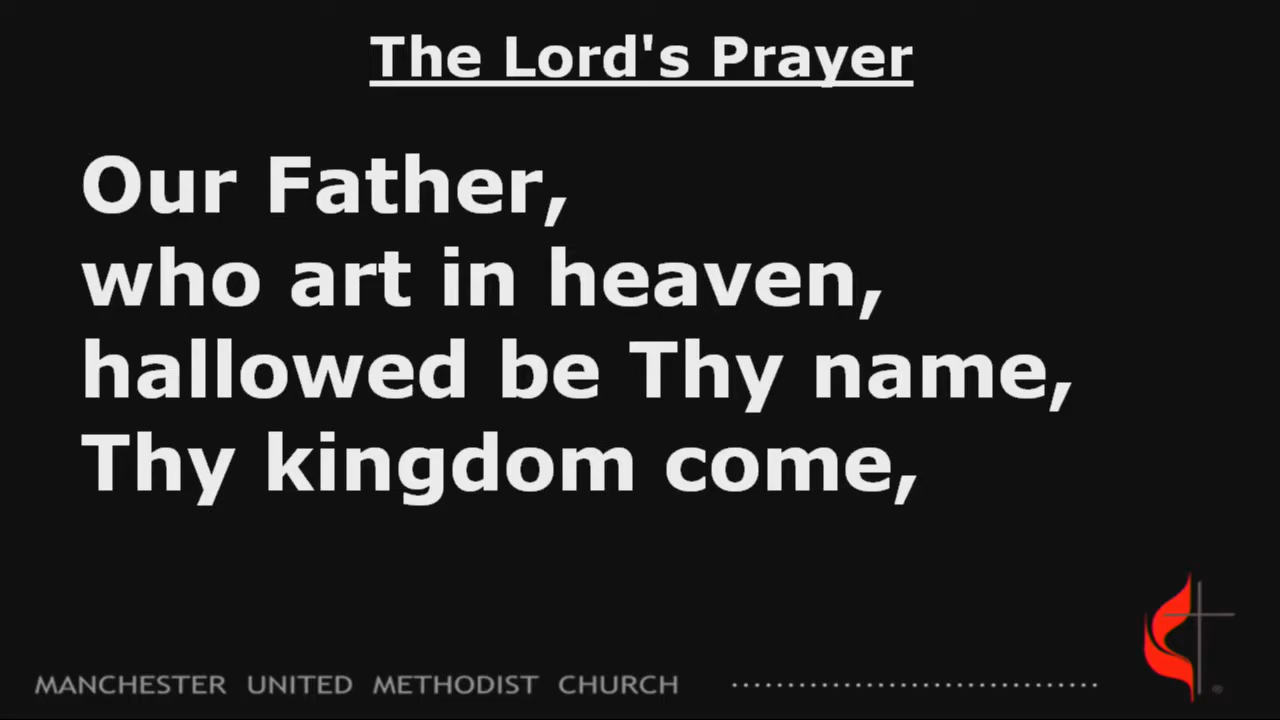 The Lord's Prayer
Our Father,
who art in heaven,
hallowed be Thy name,
Thy kingdom come,
MANCHESTER UNITED METHODIST CHURCH
®